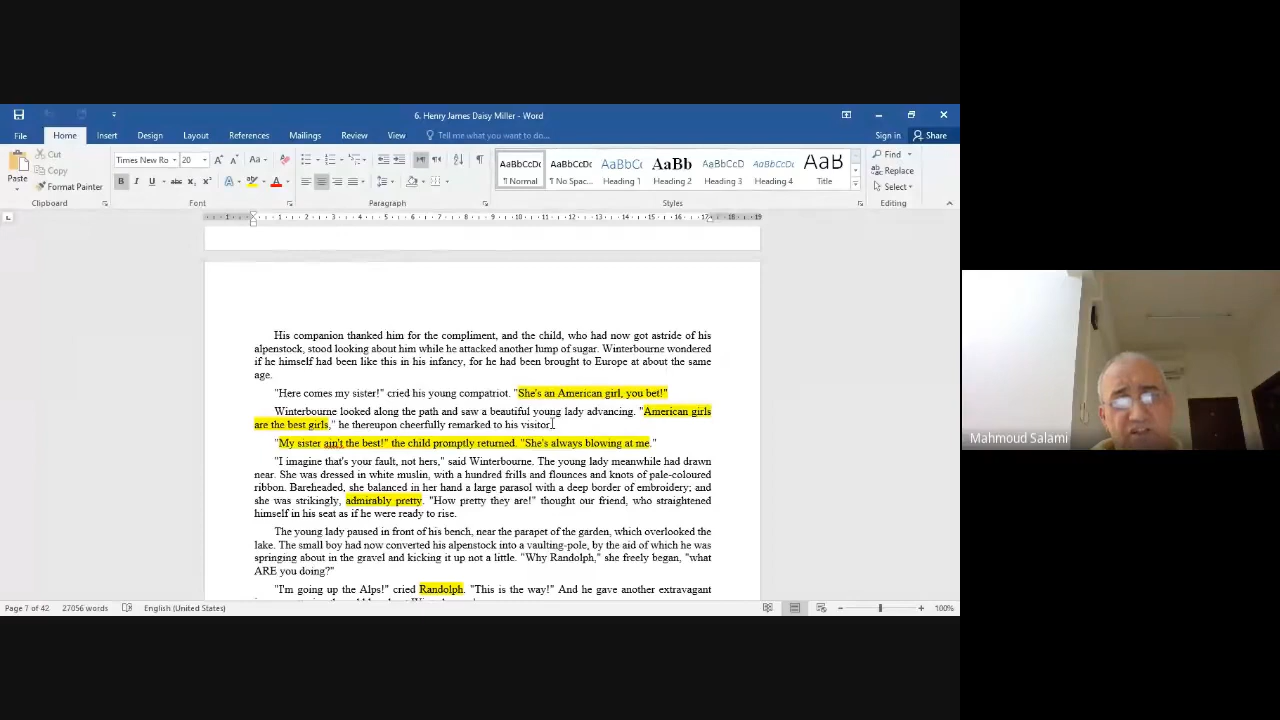 6. Henry James Daisy Miller - Word
File Home Insert Design Layout References Mailings Review View Tell me what you want to do... Sign in Share
Paste Cut Copy Format Painter
Times New Ro 20
AaBbCcDc AaBbCcDc AaBbC AaBb AaBbCcD AaBbCcD AaB
¶ Normal ¶ No Spac... Heading 1 Heading 2 Heading 3 Heading 4 Title
Find Replace Select
Clipboard Font Paragraph Styles Editing
His companion thanked him for the compliment, and the child, who had now got astride of his
alpenstock, stood looking about him while he attacked another lump of sugar. Winterbourne wondered
if he himself had been like this in his infancy, for he had been brought to Europe at about the same
age.
"Here comes my sister!" cried his young compatriot. "She's an American girl, you bet!"
Winterbourne looked along the path and saw a beautiful young lady advancing. "American girls
are the best girls," he thereupon cheerfully remarked to his visitor.
"My sister ain't the best!" the child promptly returned. "She's always blowing at me."
"I imagine that's your fault, not hers," said Winterbourne. The young lady meanwhile had drawn
near. She was dressed in white muslin, with a hundred frills and flounces and knots of pale-coloured
ribbon. Bareheaded, she balanced in her hand a large parasol with a deep border of embroidery; and
she was strikingly, admirably pretty. "How pretty they are!" thought our friend, who straightened
himself in his seat as if he were ready to rise.
The young lady paused in front of his bench, near the parapet of the garden, which overlooked the
lake. The small boy had now converted his alpenstock into a vaulting-pole, by the aid of which he was
springing about in the gravel and kicking it up not a little. "Why Randolph," she freely began, "what
ARE you doing?"
"I'm going up the Alps!" cried Randolph. "This is the way!" And he gave another extravagant
Page 7 of 42 27056 words English (United States) 100%
Mahmoud Salami